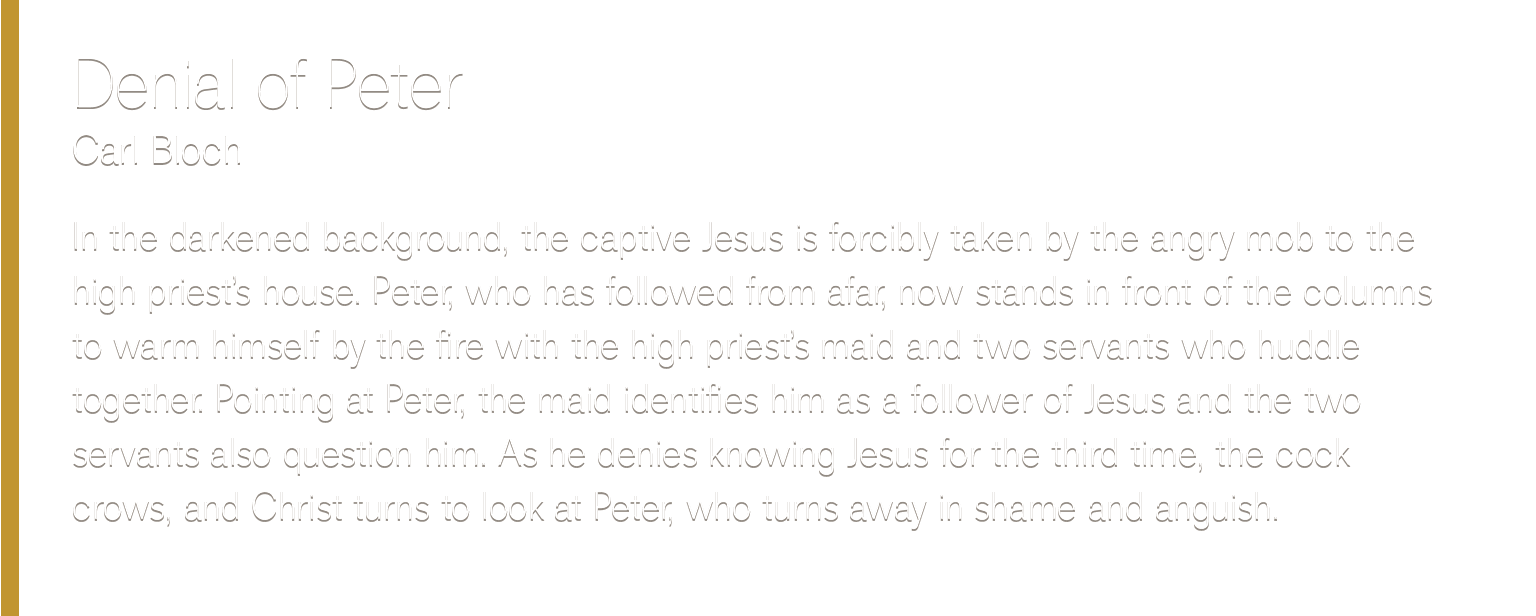 Denial of Peter
Carl Bloch
In the darkened background, the captive Jesus is forcibly taken by the angry mob to the
high priest’s house. Peter, who has followed from afar, now stands in front of the columns
to warm himself by the fire with the high priest’s maid and two servants who huddle
together. Pointing at Peter, the maid identifies him as a follower of Jesus and the two
servants also question him. As he denies knowing Jesus for the third time, the cock
crows, and Christ turns to look at Peter, who turns away in shame and anguish.